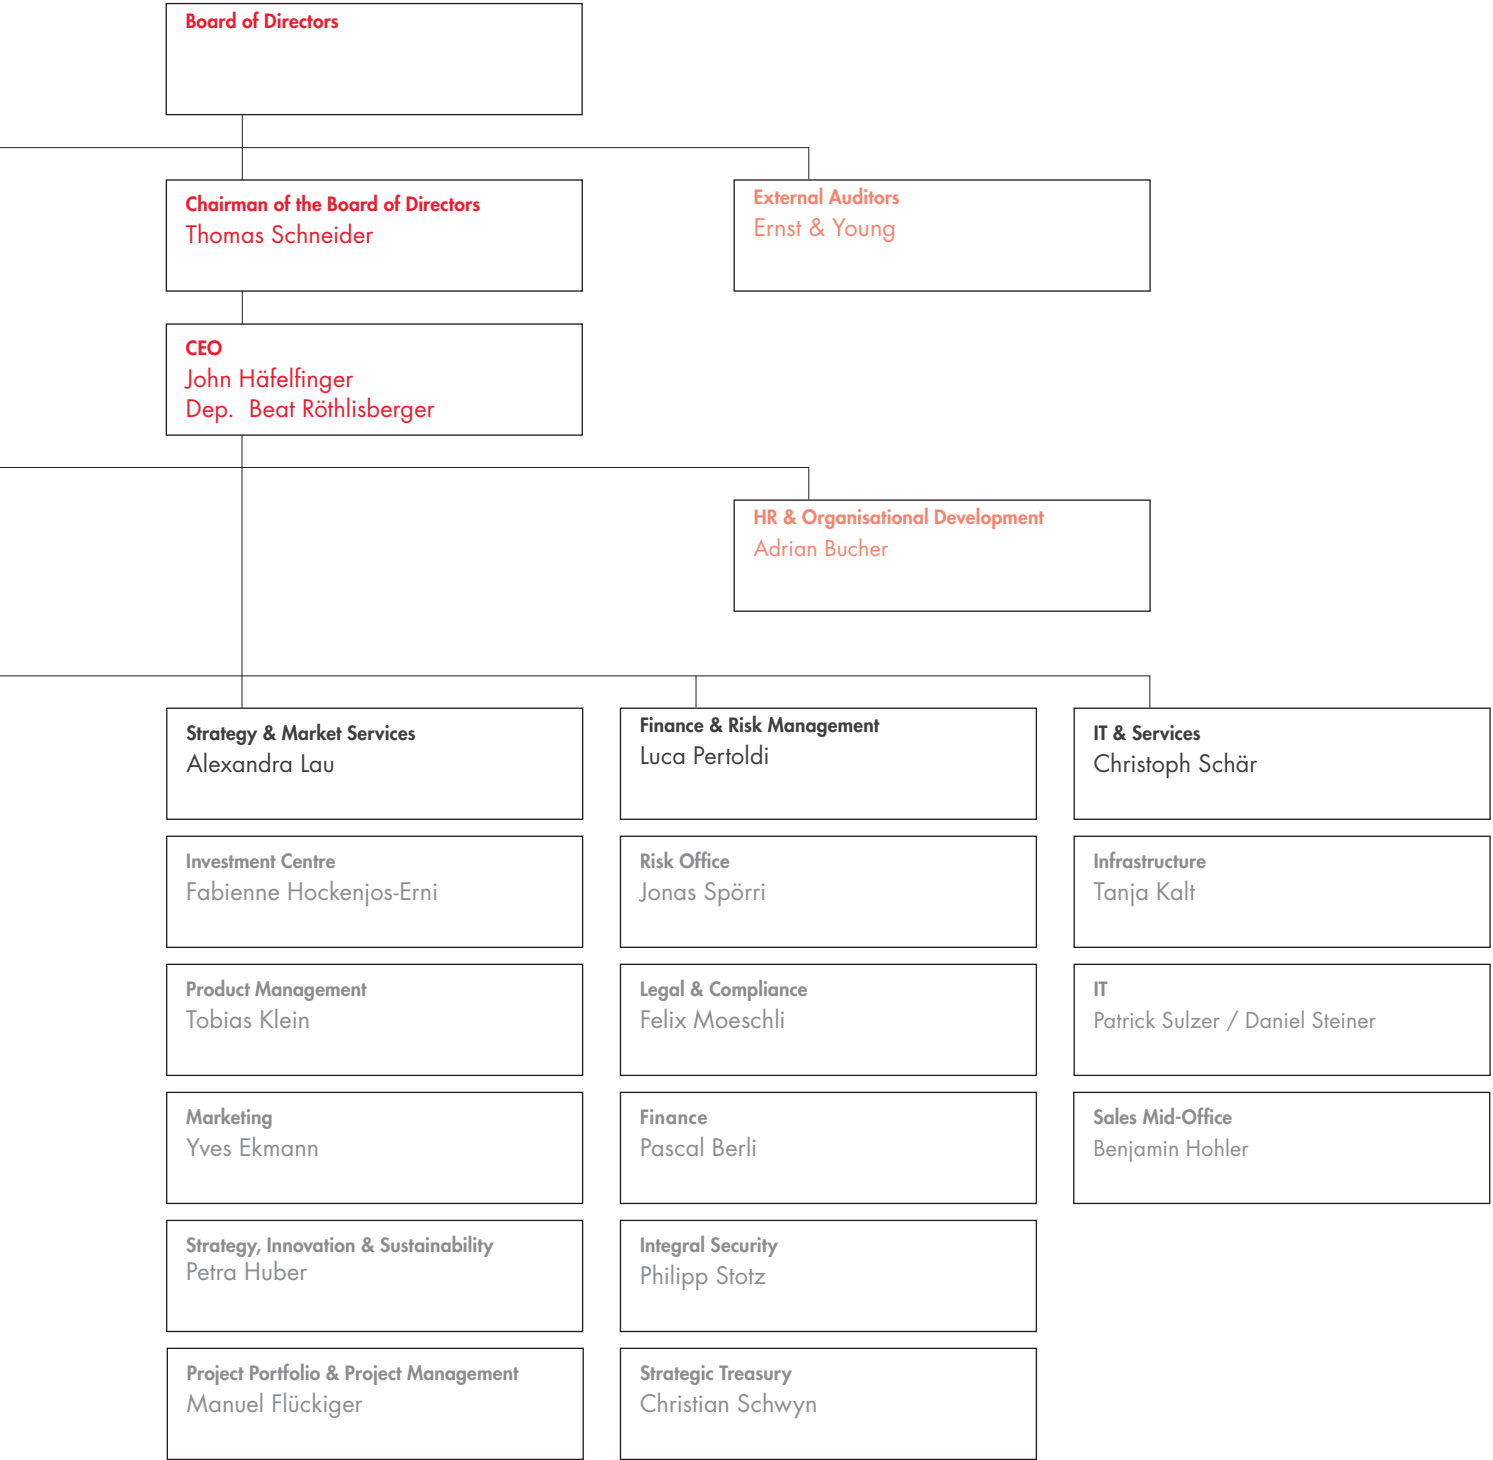 Board of Directors
Chairman of the Board of Directors
Thomas Schneider
External Auditors
Ernst & Young
CEO
John Häfelfinger
Dep. Beat Röthlisberger
HR & Organisational Development
Adrian Bucher
Strategy & Market Services
Alexandra Lau
Investment Centre
Fabienne Hockenjos-Erni
Product Management
Tobias Klein
Marketing
Yves Ekmann
Strategy, Innovation & Sustainability
Petra Huber
Project Portfolio & Project Management
Manuel Flückiger
Finance & Risk Management
Luca Pertoldi
Risk Office
Jonas Spörri
Legal & Compliance
Felix Moeschli
Finance
Pascal Berli
Integral Security
Philipp Stotz
Strategic Treasury
Christian Schwyn
IT & Services
Christoph Schär
Infrastructure
Tanja Kalt
IT
Patrick Sulzer / Daniel Steiner
Sales Mid-Office
Benjamin Hohler